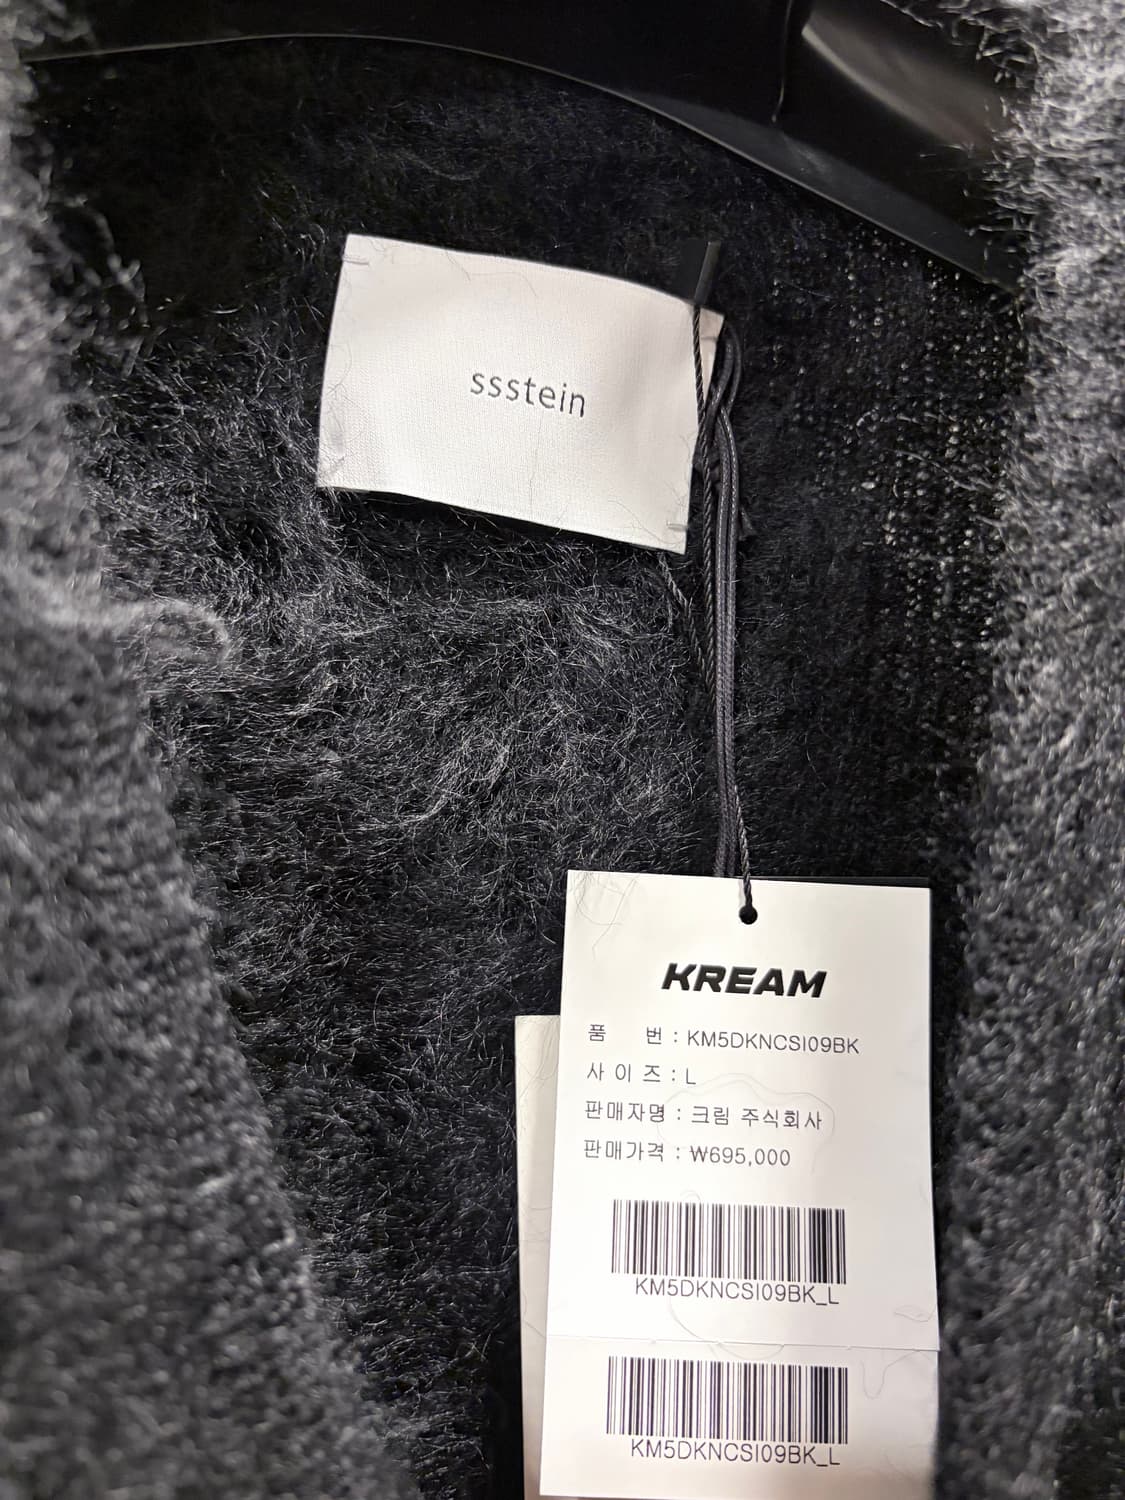 ssstein
KREAM
품 번 : KM5DKNCSI09BK
사 이 즈 : L
판매자명 : 크림 주식회사
판매가격 : ₩695,000
KM5DKNCSI09BK_L
KM5DKNCSI09BK_L